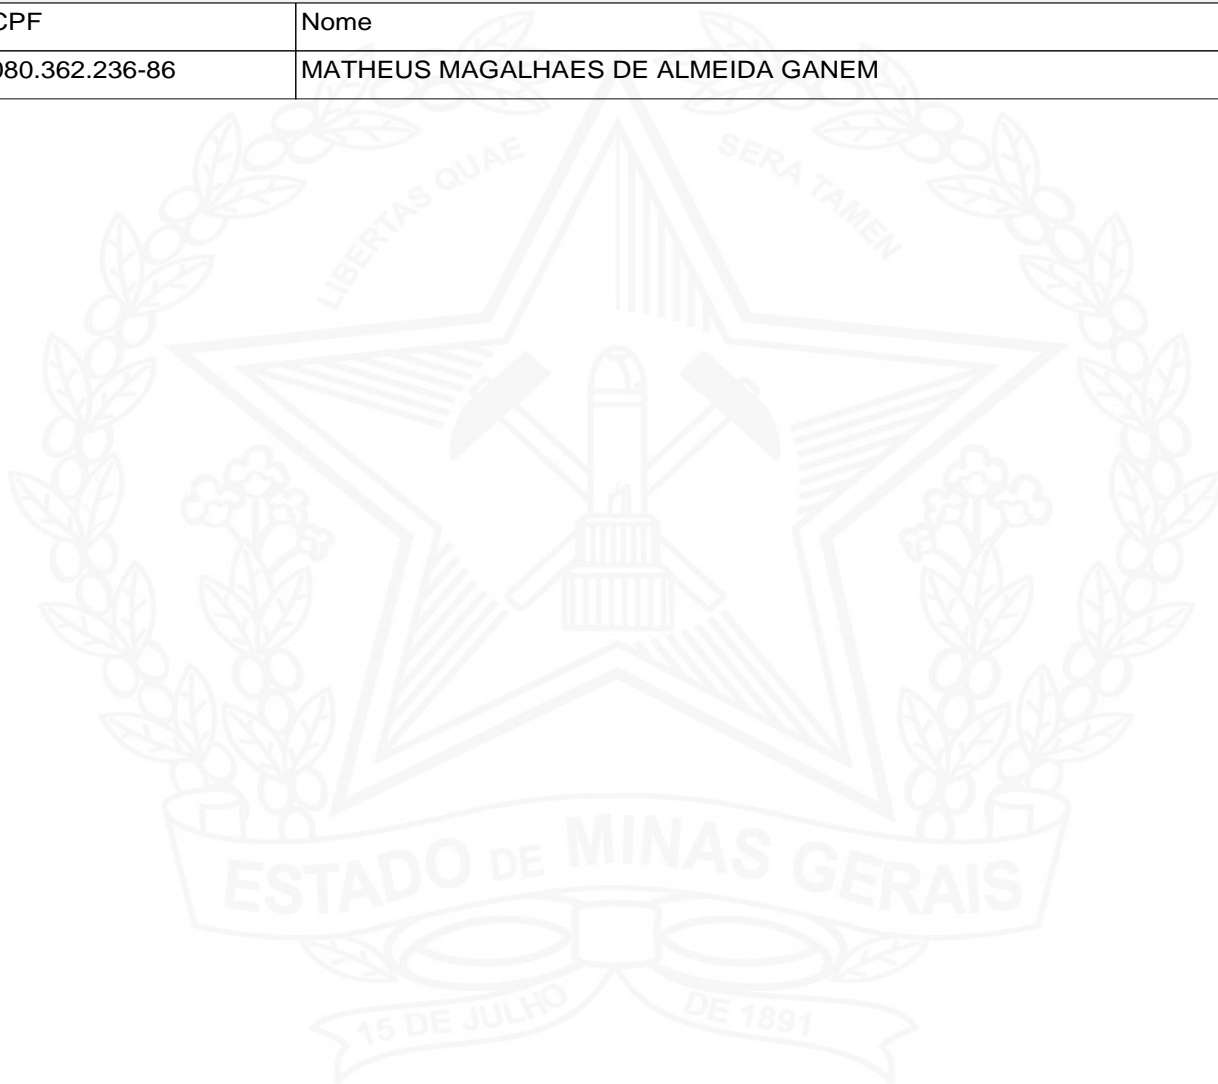 CPF Nome
080.362.236-86 MATHEUS MAGALHAES DE ALMEIDA GANEM
LIBERTAS QUAE SERA TAMEN
ESTADO DE MINAS GERAIS
15 DE JULHO DE 1891